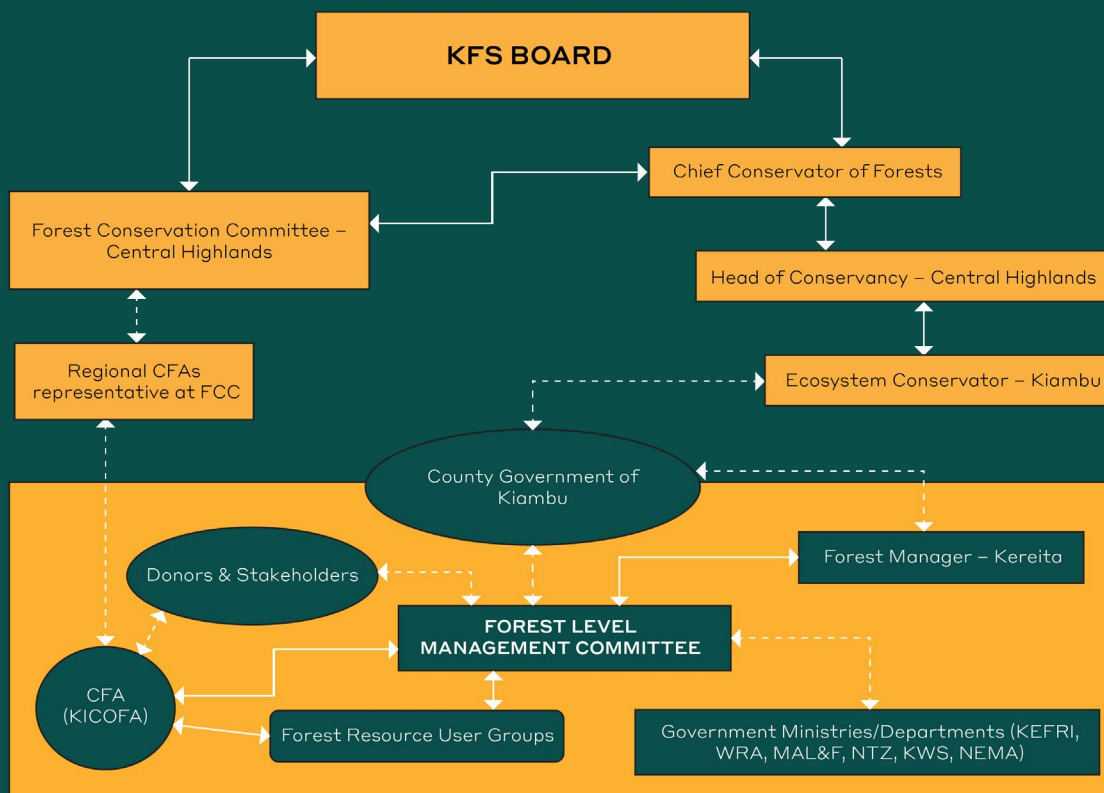 KFS BOARD
Chief Conservator of Forests
Forest Conservation Committee –
Central Highlands
Head of Conservancy – Central Highlands
Regional CFAs
representative at FCC
Ecosystem Conservator – Kiambu
County Government of
Kiambu
Forest Manager – Kereita
Donors & Stakeholders
FOREST LEVEL
MANAGEMENT COMMITTEE
CFA
(KICOFA)
Forest Resource User Groups
Government Ministries/Departments (KEFRI,
WRA, MAL&F, NTZ, KWS, NEMA)